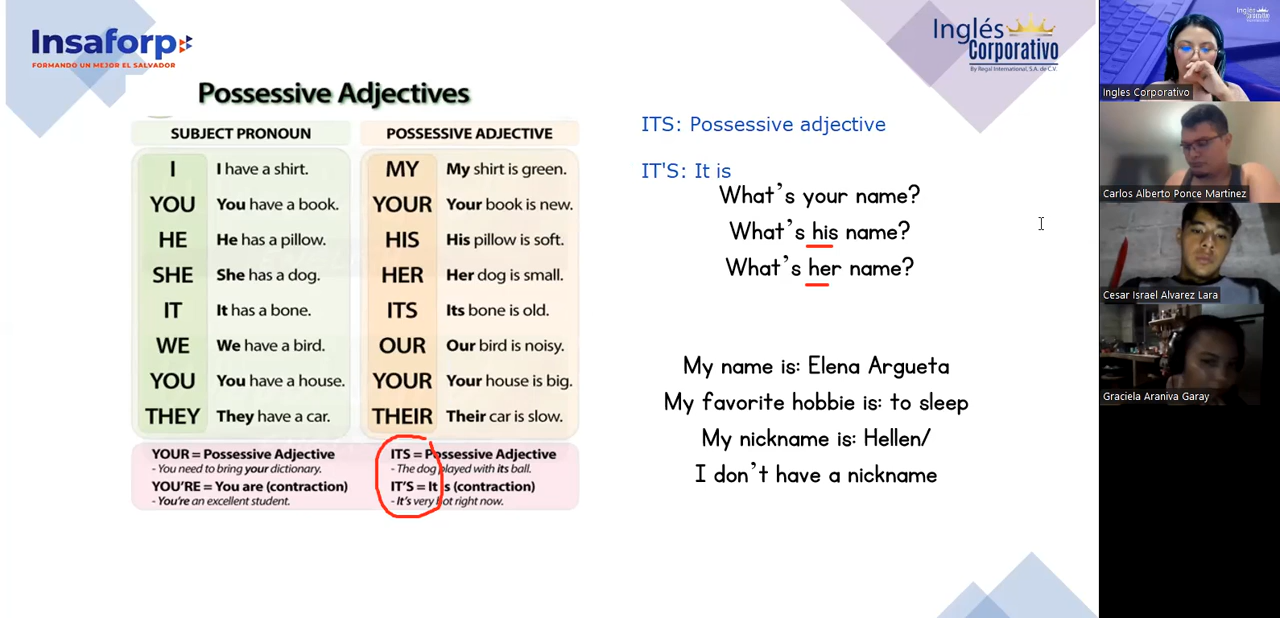 Insaforp
FORMANDO UN MEJOR EL SALVADOR
Inglés
Corporativo
By Regal International, S.A. de C.V.
Possessive Adjectives
SUBJECT PRONOUN POSSESSIVE ADJECTIVE
I I have a shirt. MY My shirt is green.
YOU You have a book. YOUR Your book is new.
HE He has a pillow. HIS His pillow is soft.
SHE She has a dog. HER Her dog is small.
IT It has a bone. ITS Its bone is old.
WE We have a bird. OUR Our bird is noisy.
YOU You have a house. YOUR Your house is big.
THEY They have a car. THEIR Their car is slow.
YOUR = Possessive Adjective
- You need to bring your dictionary.
YOU'RE = You are (contraction)
- You're an excellent student.
ITS = Possessive Adjective
- The dog played with its ball.
IT'S = It is (contraction)
- It's very hot right now.
ITS: Possessive adjective
IT'S: It is
What's your name?
What's his name?
What's her name?
My name is: Elena Argueta
My favorite hobbie is: to sleep
My nickname is: Hellen/
I don't have a nickname
Ingles Corporativo
Carlos Alberto Ponce Martinez
Cesar Israel Alvarez Lara
Graciela Araniva Garay